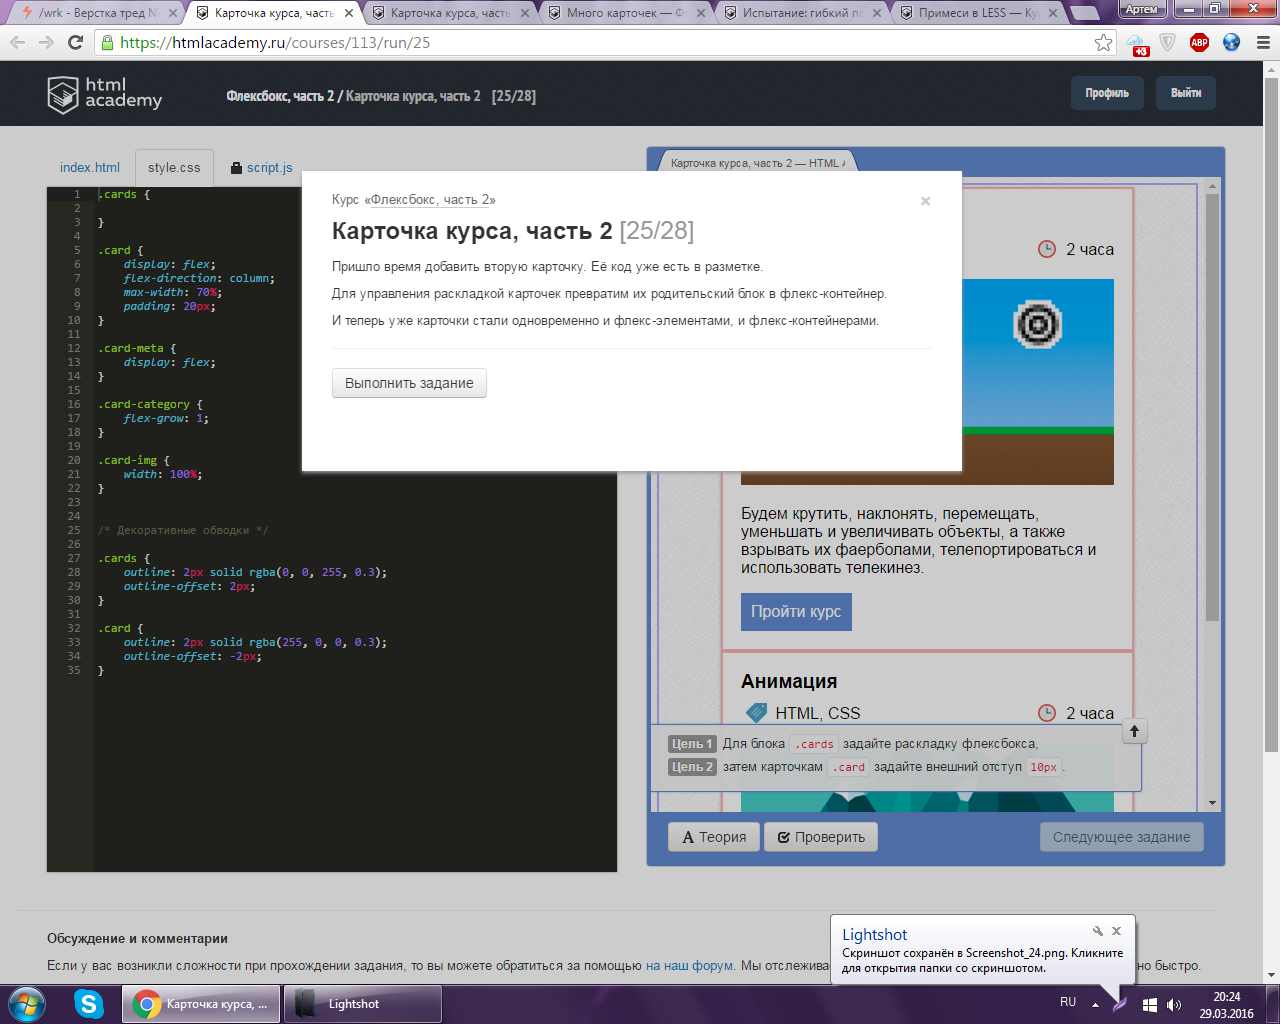 /wrk - Верстка тред №
Карточка курса, часть
Карточка курса, часть
Много карточек — Ф
Испытание: гибкий по
Примеси в LESS — Ку
Артем
https://htmlacademy.ru/courses/113/run/25
+3
ABP
html
academy
Флексбокс, часть 2 / Карточка курса, часть 2 [25/28]
Профиль
Выйти
index.html
style.css
script.js
Карточка курса, часть 2 — HTML A
1 .cards {
2
3 }
4
5 .card {
6 display: flex;
7 flex-direction: column;
8 max-width: 70%;
9 padding: 20px;
10 }
11
12 .card-meta {
13 display: flex;
14 }
15
16 .card-category {
17 flex-grow: 1;
18 }
19
20 .card-img {
21 width: 100%;
22 }
23
24
25 /* Декоративные обводки */
26
27 .cards {
28 outline: 2px solid rgba(0, 0, 255, 0.3);
29 outline-offset: 2px;
30 }
31
32 .card {
33 outline: 2px solid rgba(255, 0, 0, 0.3);
34 outline-offset: -2px;
35 }
Курс «Флексбокс, часть 2»
×
Карточка курса, часть 2 [25/28]
Пришло время добавить вторую карточку. Её код уже есть в разметке.
Для управления раскладкой карточек превратим их родительский блок в флекс-контейнер.
И теперь уже карточки стали одновременно и флекс-элементами, и флекс-контейнерами.
Выполнить задание
2 часа
Будем крутить, наклонять, перемещать,
уменьшать и увеличивать объекты, а также
взрывать их фаерболами, телепортироваться и
использовать телекинез.
Пройти курс
Анимация
HTML, CSS
2 часа
Цель 1 Для блока .cards задайте раскладку флексбокса,
Цель 2 затем карточкам .card задайте внешний отступ 10px.
Теория
Проверить
Следующее задание
Обсуждение и комментарии
Если у вас возникли сложности при прохождении задания, то вы можете обратиться за помощью на наш форум. Мы отслежива
но быстро.
Lightshot
Скриншот сохранён в Screenshot_24.png. Кликните
для открытия папки со скриншотом.
Карточка курса, ...
Lightshot
RU
20:24
29.03.2016